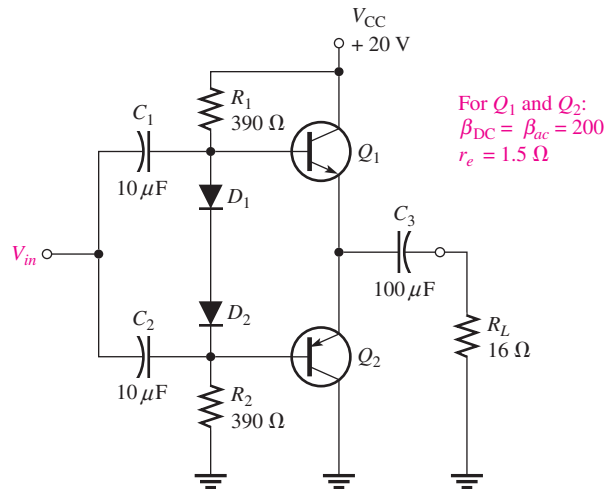 V_CC
+ 20 V
R_1
390 Ω
C_1
10 μF
Q_1
For Q_1 and Q_2:
β_DC = β_ac = 200
r_e = 1.5 Ω
D_1
C_3
100 μF
V_in
C_2
10 μF
D_2
Q_2
R_L
16 Ω
R_2
390 Ω